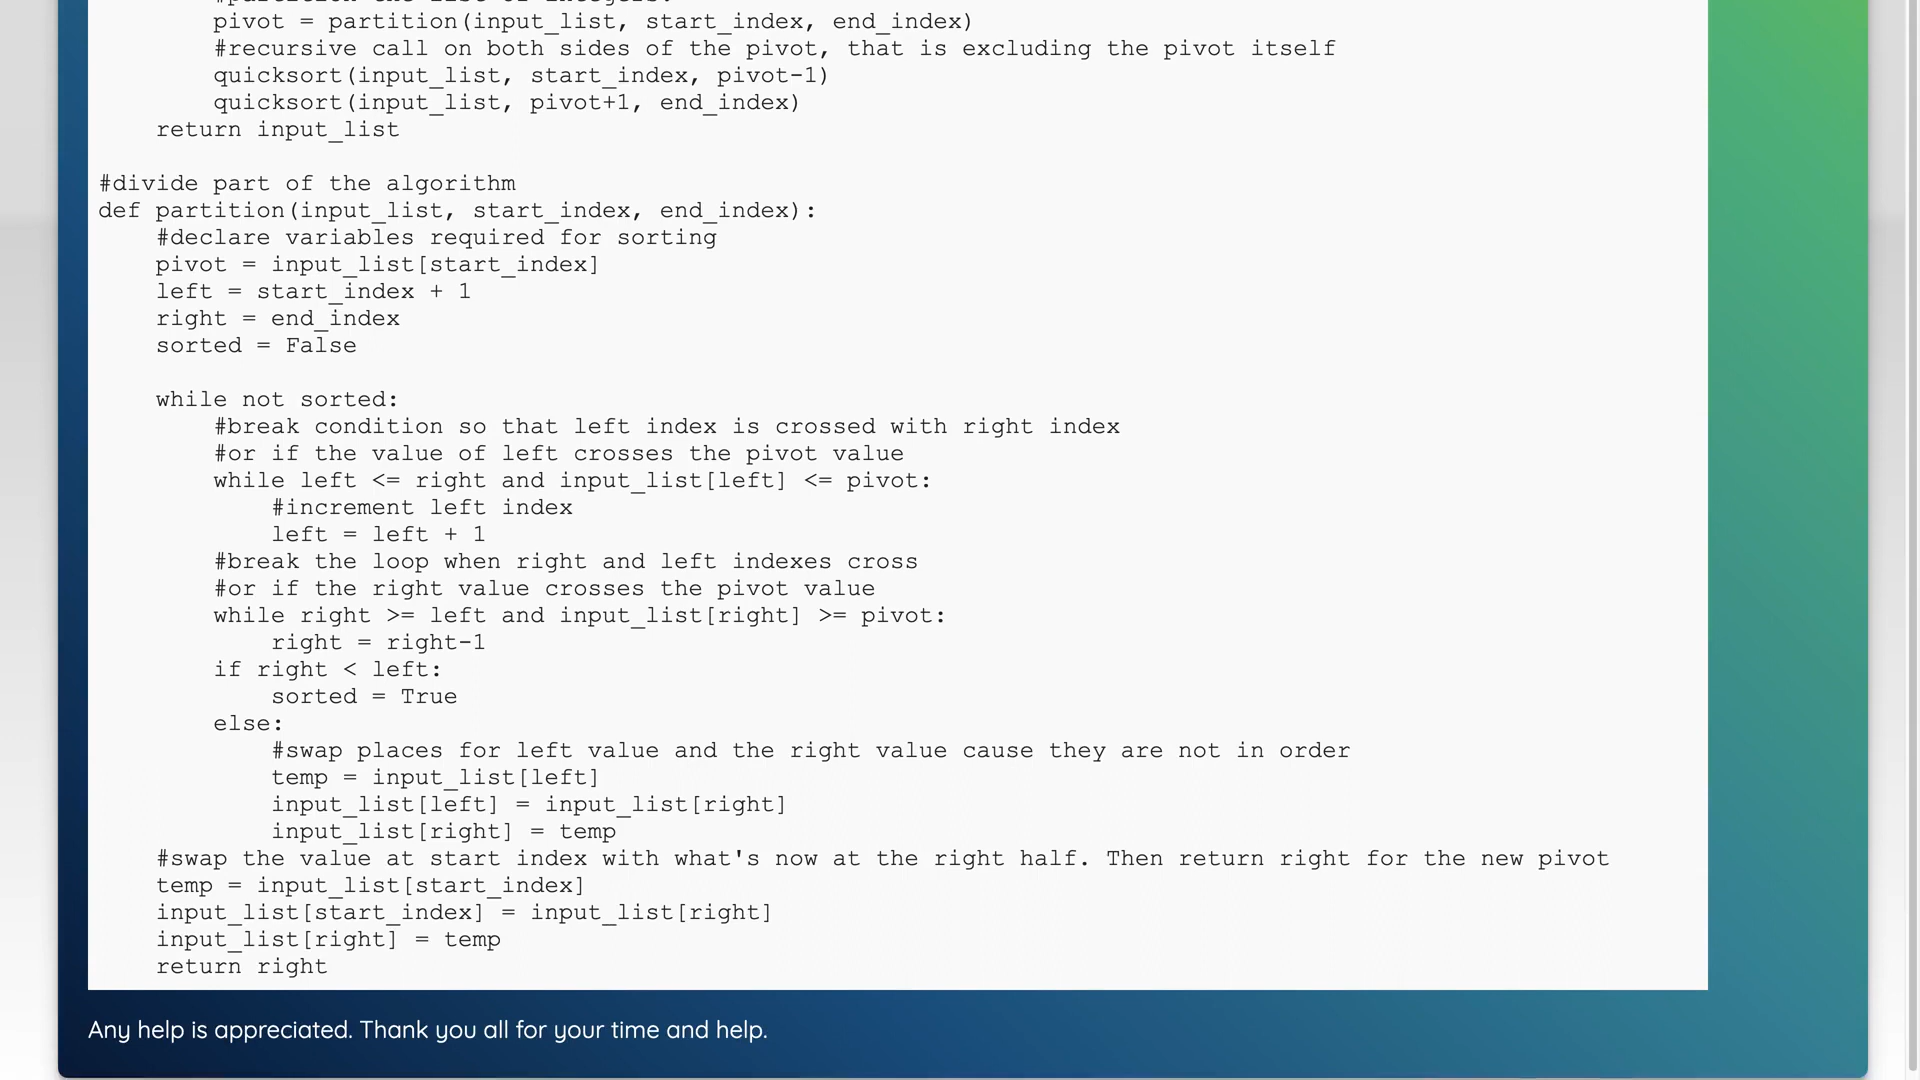 pivot = partition(input_list, start_index, end_index)
#recursive call on both sides of the pivot, that is excluding the pivot itself
quicksort(input_list, start_index, pivot-1)
quicksort(input_list, pivot+1, end_index)
return input_list
#divide part of the algorithm
def partition(input_list, start_index, end_index):
#declare variables required for sorting
pivot = input_list[start_index]
left = start_index + 1
right = end_index
sorted = False
while not sorted:
#break condition so that left index is crossed with right index
#or if the value of left crosses the pivot value
while left <= right and input_list[left] <= pivot:
#increment left index
left = left + 1
#break the loop when right and left indexes cross
#or if the right value crosses the pivot value
while right >= left and input_list[right] >= pivot:
right = right-1
if right < left:
sorted = True
else:
#swap places for left value and the right value cause they are not in order
temp = input_list[left]
input_list[left] = input_list[right]
input_list[right] = temp
#swap the value at start index with what's now at the right half. Then return right for the new pivot
temp = input_list[start_index]
input_list[start_index] = input_list[right]
input_list[right] = temp
return right
Any help is appreciated. Thank you all for your time and help.